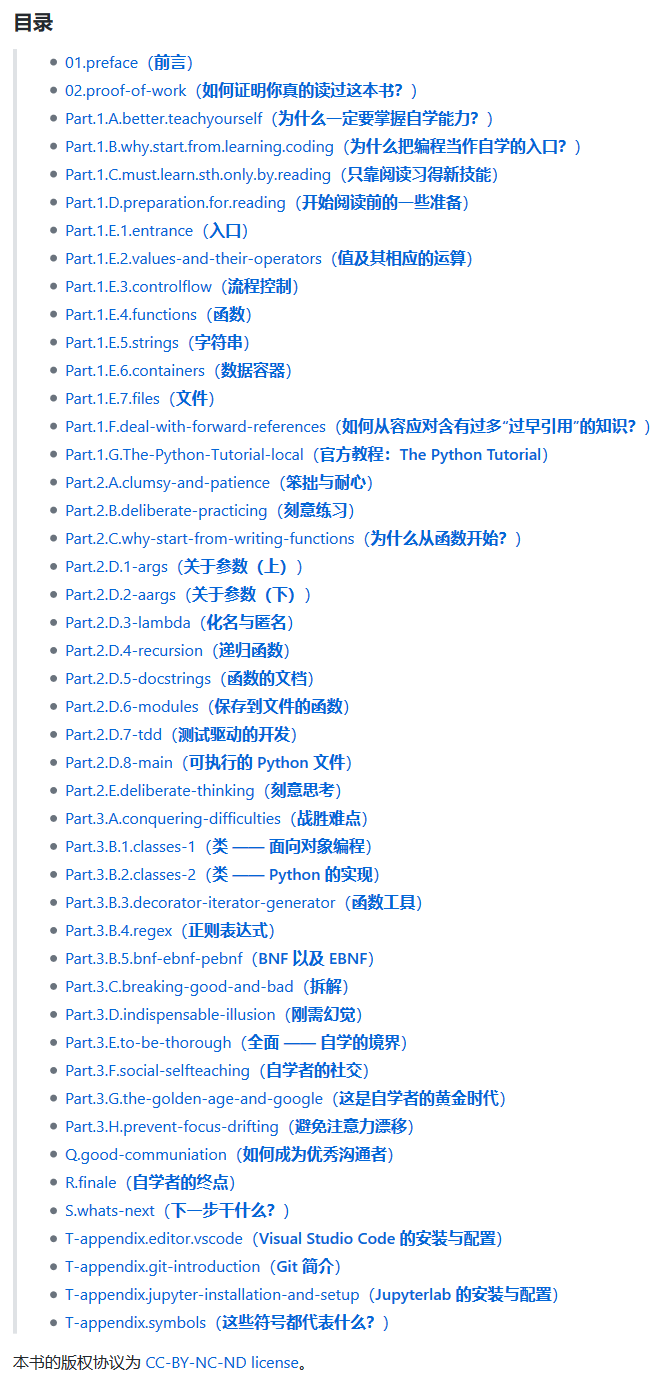 目录
01.preface（前言）
02.proof-of-work（如何证明你真的读过这本书？）
Part.1.A.better.teachyourself（为什么一定要掌握自学能力？）
Part.1.B.why.start.from.learning.coding（为什么把编程当作自学的入口？）
Part.1.C.must.learn.sth.only.by.reading（只靠阅读习得新技能）
Part.1.D.preparation.for.reading（开始阅读前的一些准备）
Part.1.E.1.entrance（入口）
Part.1.E.2.values-and-their-operators（值及其相应的运算）
Part.1.E.3.controlflow（流程控制）
Part.1.E.4.functions（函数）
Part.1.E.5.strings（字符串）
Part.1.E.6.containers（数据容器）
Part.1.E.7.files（文件）
Part.1.F.deal-with-forward-references（如何从容应对含有过多“过早引用”的知识？）
Part.1.G.The-Python-Tutorial-local（官方教程：The Python Tutorial）
Part.2.A.clumsy-and-patience（笨拙与耐心）
Part.2.B.deliberate-practicing（刻意练习）
Part.2.C.why-start-from-writing-functions（为什么从函数开始？）
Part.2.D.1-args（关于参数（上））
Part.2.D.2-aargs（关于参数（下））
Part.2.D.3-lambda（化名与匿名）
Part.2.D.4-recursion（递归函数）
Part.2.D.5-docstrings（函数的文档）
Part.2.D.6-modules（保存到文件的函数）
Part.2.D.7-tdd（测试驱动的开发）
Part.2.D.8-main（可执行的 Python 文件）
Part.2.E.deliberate-thinking（刻意思考）
Part.3.A.conquering-difficulties（战胜难点）
Part.3.B.1.classes-1（类 —— 面向对象编程）
Part.3.B.2.classes-2（类 —— Python 的实现）
Part.3.B.3.decorator-iterator-generator（函数工具）
Part.3.B.4.regex（正则表达式）
Part.3.B.5.bnf-ebnf-pebnf（BNF 以及 EBNF）
Part.3.C.breaking-good-and-bad（拆解）
Part.3.D.indispensable-illusion（刚需幻觉）
Part.3.E.to-be-thorough（全面 —— 自学的境界）
Part.3.F.social-selfteaching（自学者的社交）
Part.3.G.the-golden-age-and-google（这是自学者的黄金时代）
Part.3.H.prevent-focus-drifting（避免注意力漂移）
Q.good-communiation（如何成为优秀沟通者）
R.finale（自学者的终点）
S.whats-next（下一步干什么？）
T-appendix.editor.vscode（Visual Studio Code 的安装与配置）
T-appendix.git-introduction（Git 简介）
T-appendix.jupyter-installation-and-setup（Jupyterlab 的安装与配置）
T-appendix.symbols（这些符号都代表什么？）
本书的版权协议为 CC-BY-NC-ND license。